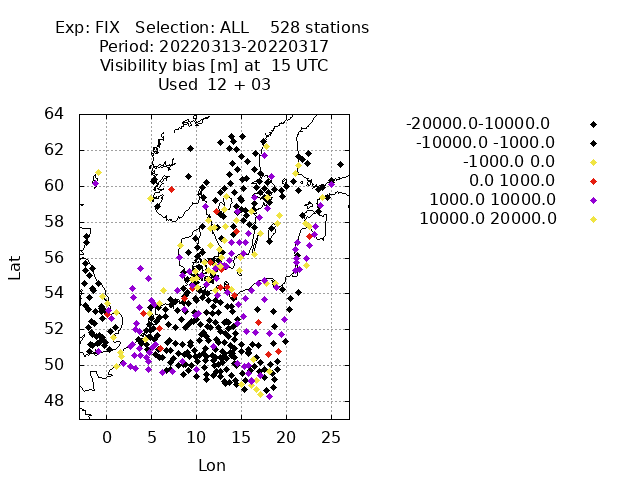 Exp: FIX   Selection: ALL    528 stations
Period: 20220313-20220317
Visibility bias [m] at  15 UTC
Used  12 + 03
-20000.0-10000.0
-10000.0 -1000.0
-1000.0 0.0
0.0 1000.0
1000.0 10000.0
10000.0 20000.0
64
62
60
58
56
54
52
50
48
Lat
0 5 10 15 20 25
Lon